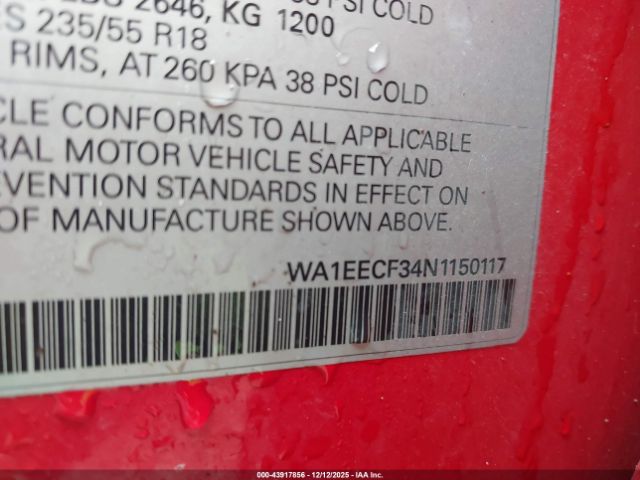 2646, KG 1200
PSI COLD
235/55 R18
RIMS, AT 260 KPA 38 PSI COLD
CLE CONFORMS TO ALL APPLICABLE
RAL MOTOR VEHICLE SAFETY AND
EVENTION STANDARDS IN EFFECT ON
OF MANUFACTURE SHOWN ABOVE.
WA1EECF34N1150117
000-43917856 - 12/12/2025 - IAA Inc.